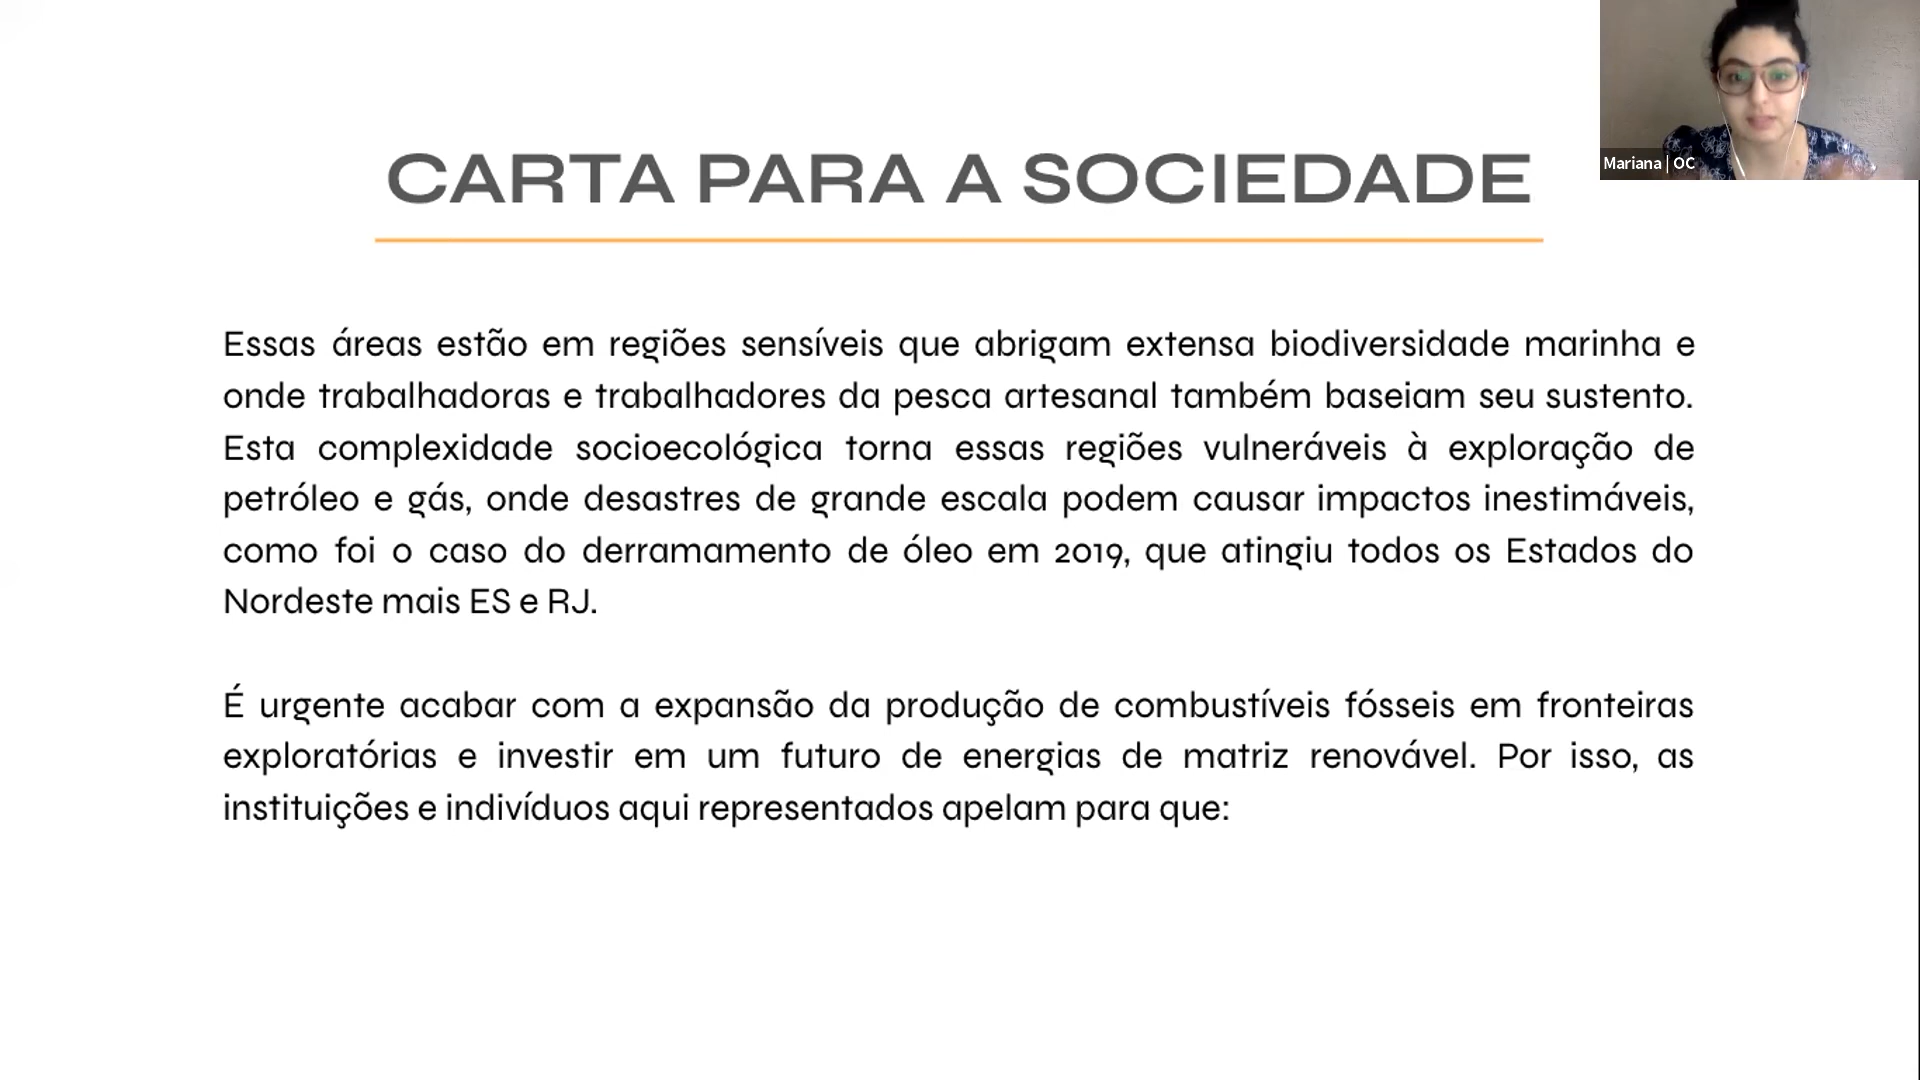 CARTA PARA A SOCIEDADE
Mariana | OC
Essas áreas estão em regiões sensíveis que abrigam extensa biodiversidade marinha e
onde trabalhadoras e trabalhadores da pesca artesanal também baseiam seu sustento.
Esta complexidade socioecológica torna essas regiões vulneráveis à exploração de
petróleo e gás, onde desastres de grande escala podem causar impactos inestimáveis,
como foi o caso do derramamento de óleo em 2019, que atingiu todos os Estados do
Nordeste mais ES e RJ.
É urgente acabar com a expansão da produção de combustíveis fósseis em fronteiras
exploratórias e investir em um futuro de energias de matriz renovável. Por isso, as
instituições e indivíduos aqui representados apelam para que: